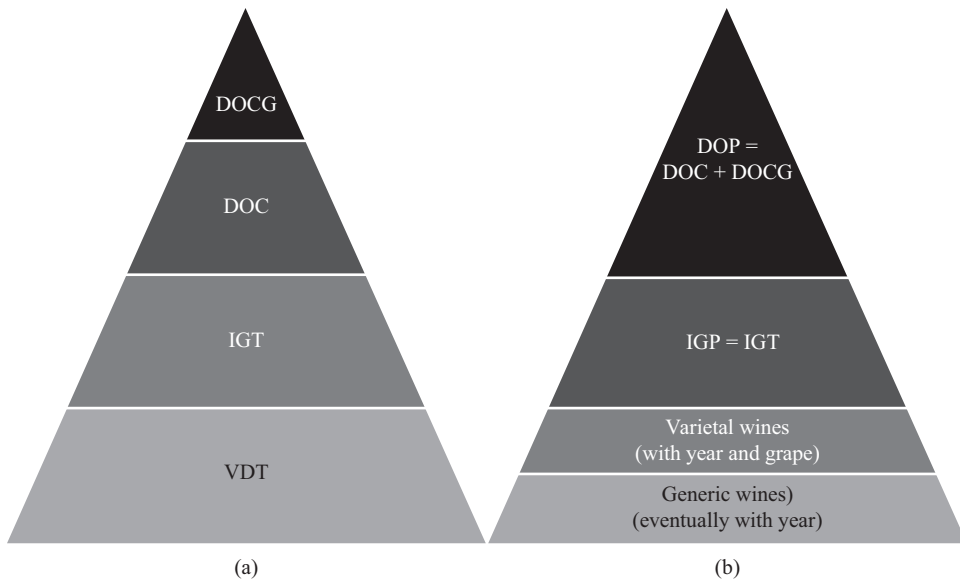 DOCG
DOC
IGT
VDT
(a)
DOP =
DOC + DOCG
IGP = IGT
Varietal wines
(with year and grape)
Generic wines)
(eventually with year)
(b)